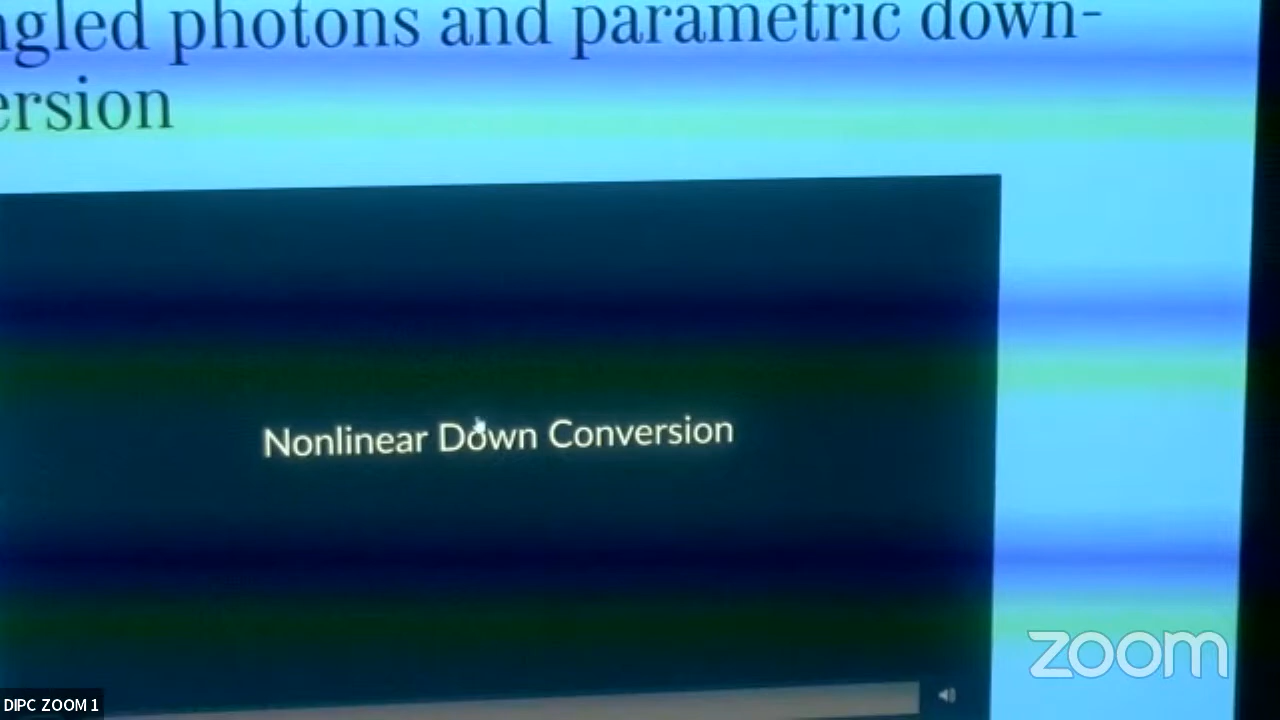 ngled photons and parametric down-
ersion
Nonlinear Down Conversion
zoom
DIPC ZOOM 1